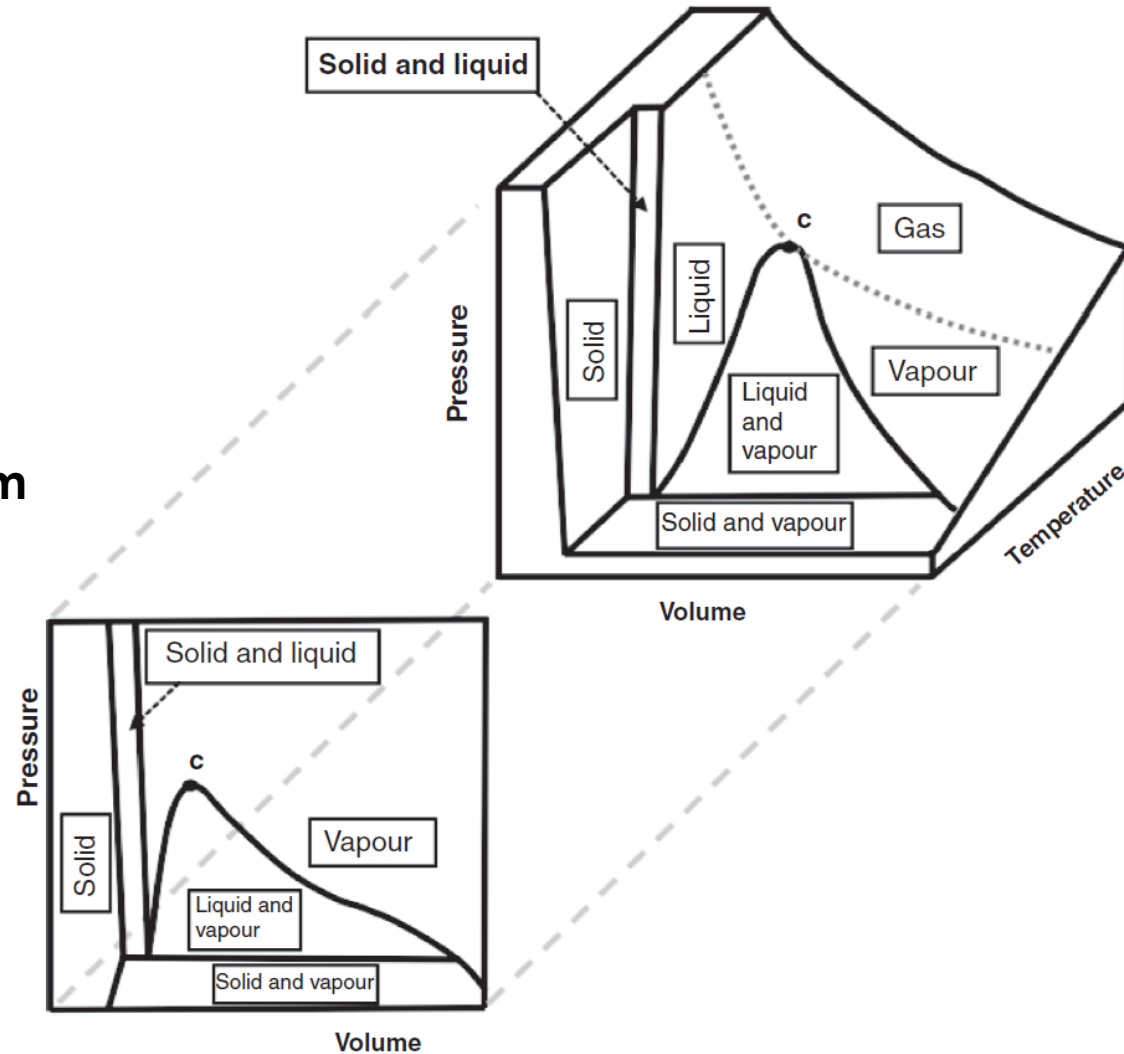 Solid and liquid
c
Gas
Liquid
Solid
Pressure
Vapour
Liquid
and
vapour
m
Solid and vapour
Temperature
Volume
Solid and liquid
Pressure
c
Vapour
Solid
Liquid and
vapour
Solid and vapour
Volume